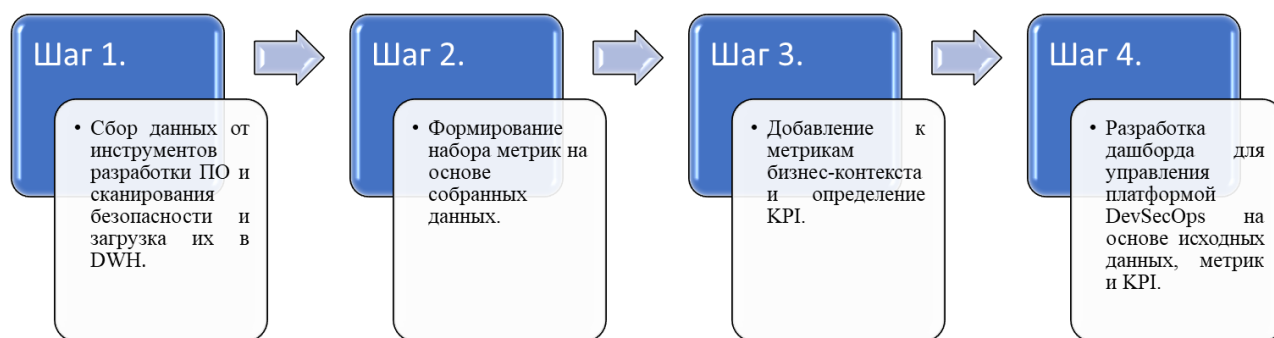 Шаг 1.
• Сбор данных от
инструментов
разработки ПО и
сканирования
безопасности и
загрузка их в
DWH.
Шаг 2.
• Формирование
набора метрик на
основе
собранных
данных.
Шаг 3.
• Добавление к
метрикам
бизнес-контекста
и определение
KPI.
Шаг 4.
• Разработка
дашборда для
управления
платформой
DevSecOps на
основе исходных
данных, метрик
и KPI.